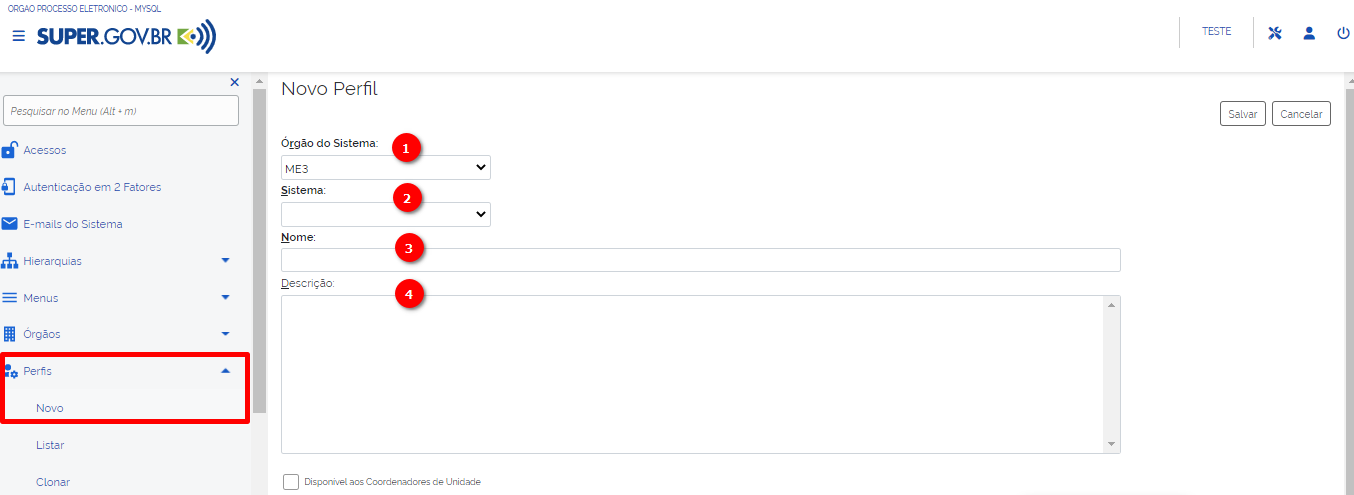 ORGAO PROCESSO ELETRONICO - MYSQL
SUPER.GOV.BR
TESTE
Pesquisar no Menu (Alt + m)
Acessos
Autenticação em 2 Fatores
E-mails do Sistema
Hierarquias
Menus
Órgãos
Perfis
Novo
Listar
Clonar
Novo Perfil
Salvar
Cancelar
Órgão do Sistema:
1
ME3
Sistema:
2
Nome:
3
Descrição:
4
Disponível aos Coordenadores de Unidade